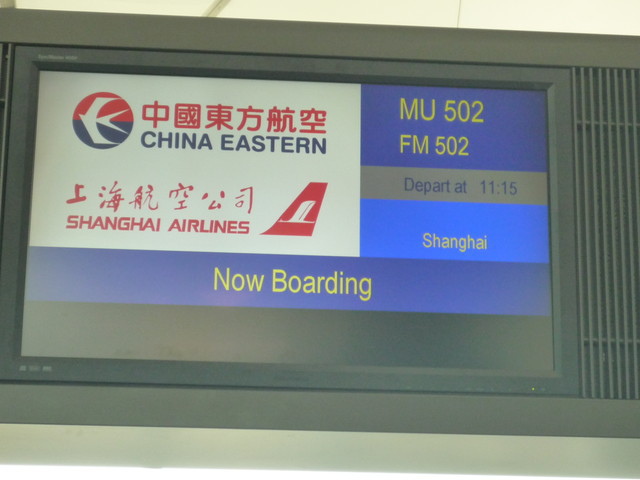 中國東方航空
CHINA EASTERN
上海航空公司
SHANGHAI AIRLINES
MU 502
FM 502
Depart at 11:15
Shanghai
Now Boarding